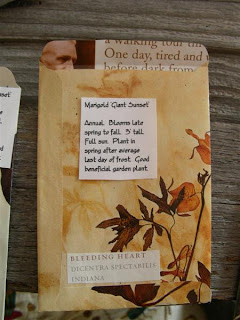 a walking tour thr
One day, tired and
before dark from
Marigold 'Giant Sunset'
Annual. Blooms late
spring to fall. 3' tall.
Full sun. Plant in
spring after average
last day of frost. Good
beneficial garden plant.
BLEEDING HEART
DICENTRA SPECTABILIS
INDIANA